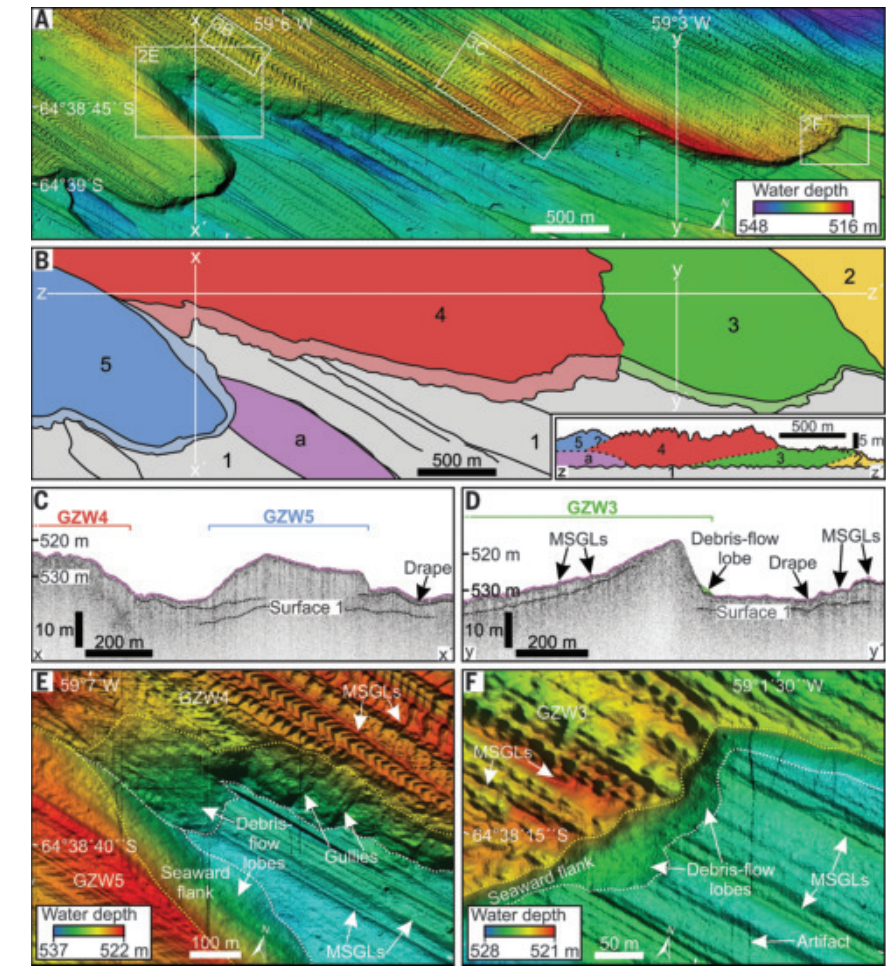 A
59°6´ W
59°3´ W
x
y
2E
3B
3C
2F
64°38´45´´S
64°39´S
x´
y´
500 m
N
Water depth
548
516 m
B
x
y
z
z´
2
4
3
5
a
1
1
x´
y´
500 m
500 m
5 m
5
2
4
a
3
2
1
z
z´
C
D
GZW4
GZW5
GZW3
520 m
530 m
Drape
Surface 1
10 m
200 m
x
x´
MSGLs
Debris-flow
lobe
MSGLs
520 m
530 m
Drape
Surface 1
10 m
200 m
y
y´
E
59°7´ W
GZW4
MSGLs
Debris-
flow
lobes
Gullies
64°38´40´´S
GZW5
Seaward
flank
MSGLs
Water depth
537
522 m
100 m
N
F
59°1´30´´W
GZW3
MSGLs
64°38´15´´S
Seaward flank
Debris-flow
lobes
MSGLs
Artifact
Water depth
528
521 m
50 m
N